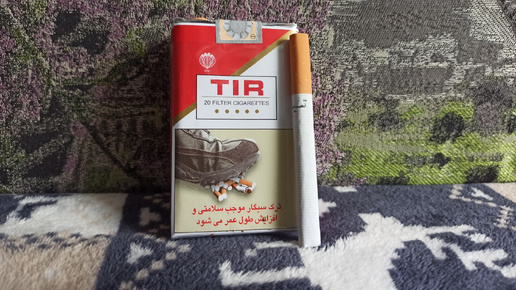 TIR
20 FILTER CIGARETTES
ترک سیگار موجب سلامتی و
افزایش طول عمر می شود